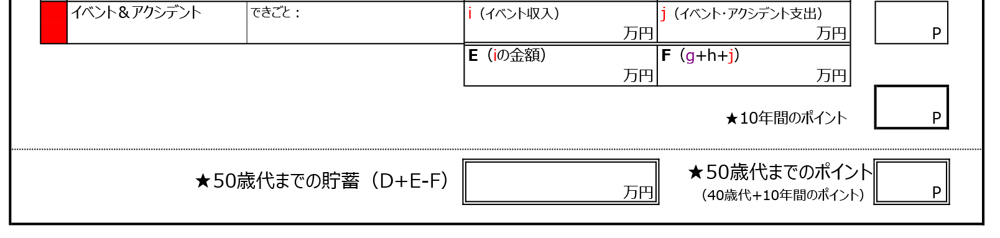 イベント＆アクシデント できごと： i（イベント収入） j（イベント・アクシデント支出）
万円 万円 P
E（iの金額） F（g+h+j）
万円 万円
★10年間のポイント P
★50歳代までの貯蓄（D+E-F） 万円 ★50歳代までのポイント
（40歳代+10年間のポイント） P